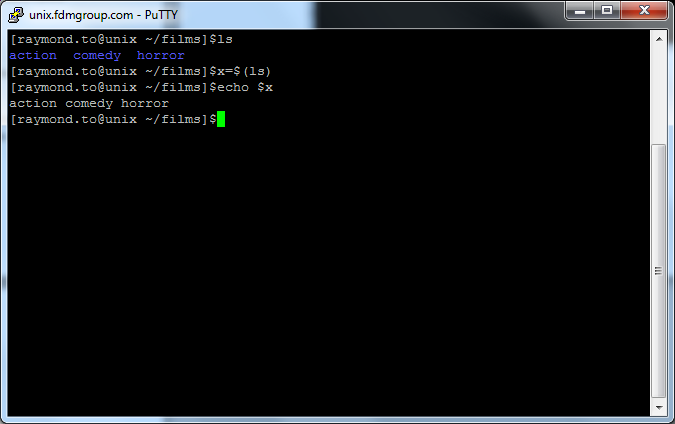 unix.fdmgroup.com - PuTTY
[raymond.to@unix ~/films]$ls
action  comedy  horror
[raymond.to@unix ~/films]$x=$(ls)
[raymond.to@unix ~/films]$echo $x
action comedy horror
[raymond.to@unix ~/films]$